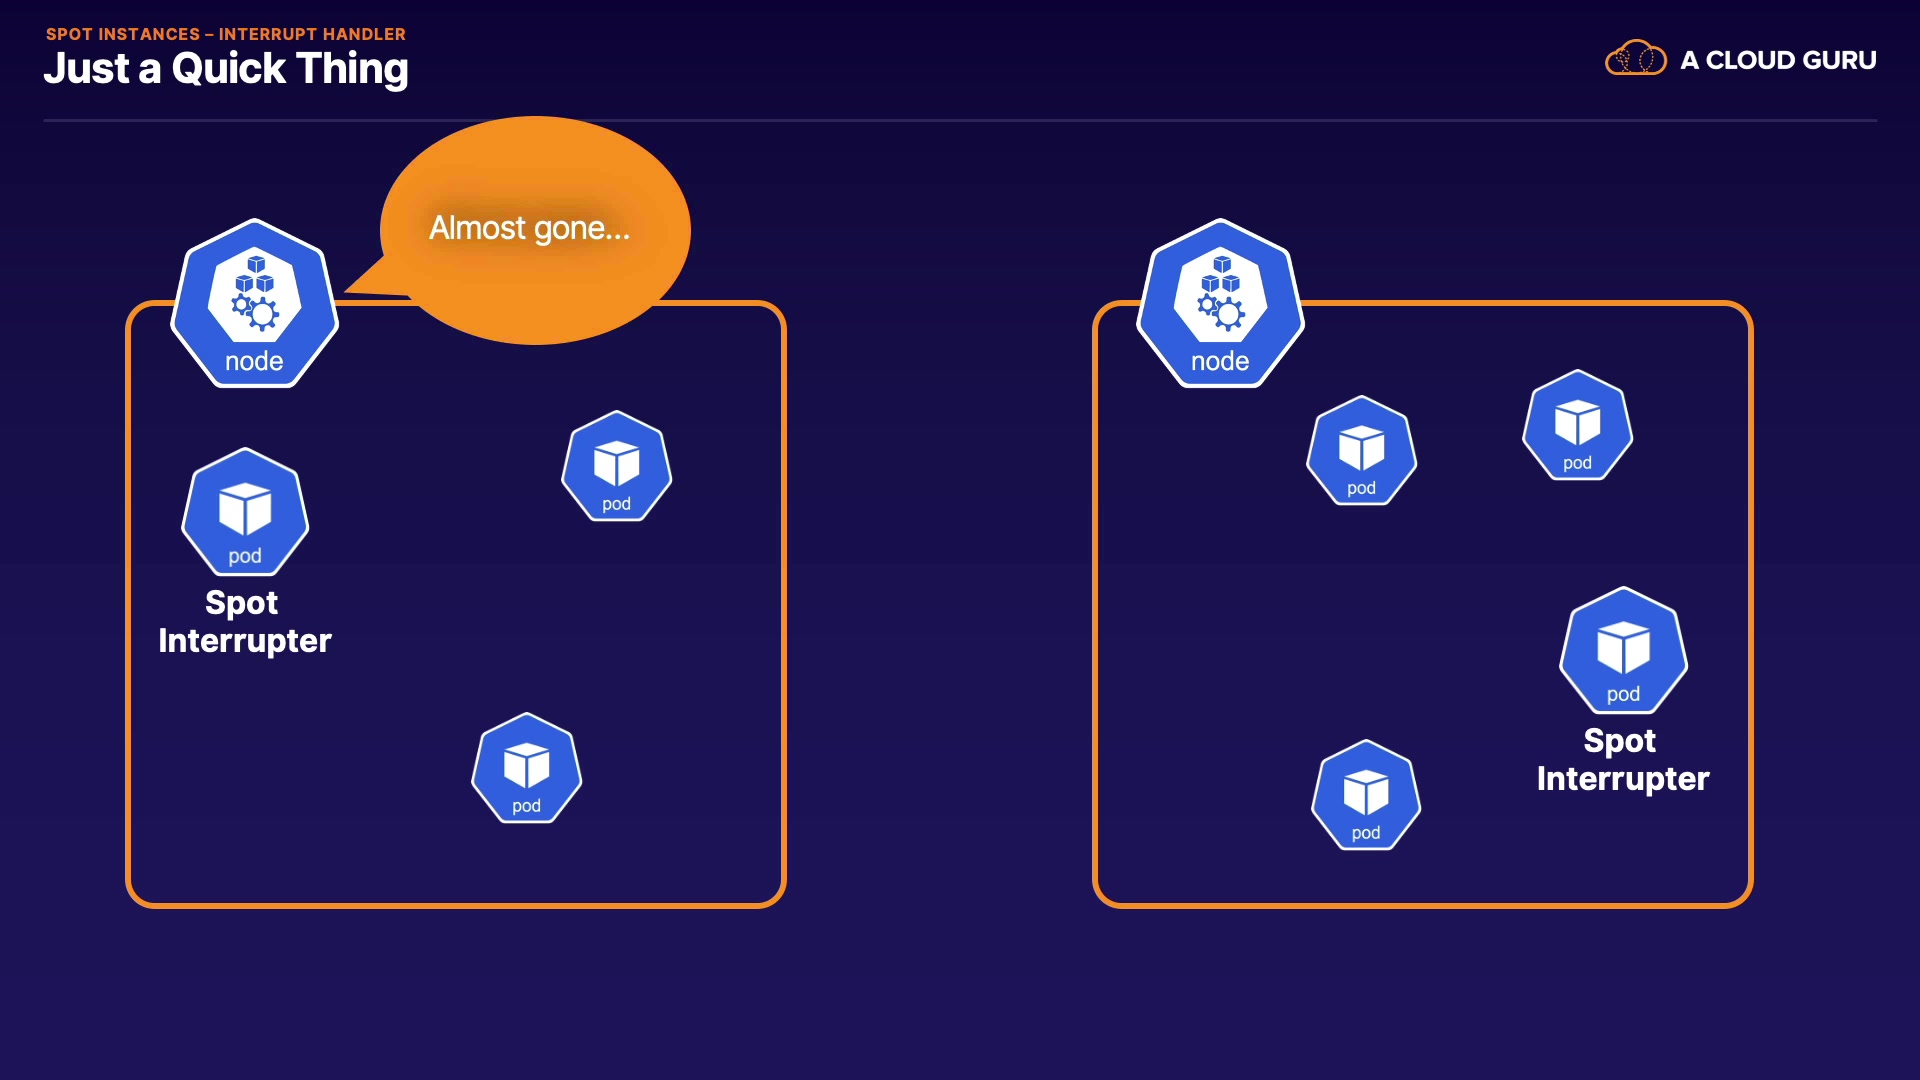 SPOT INSTANCES – INTERRUPT HANDLER
Just a Quick Thing
A CLOUD GURU
Almost gone...
node
pod
Spot
Interrupter
pod
pod
node
pod
pod
pod
Spot
Interrupter
pod